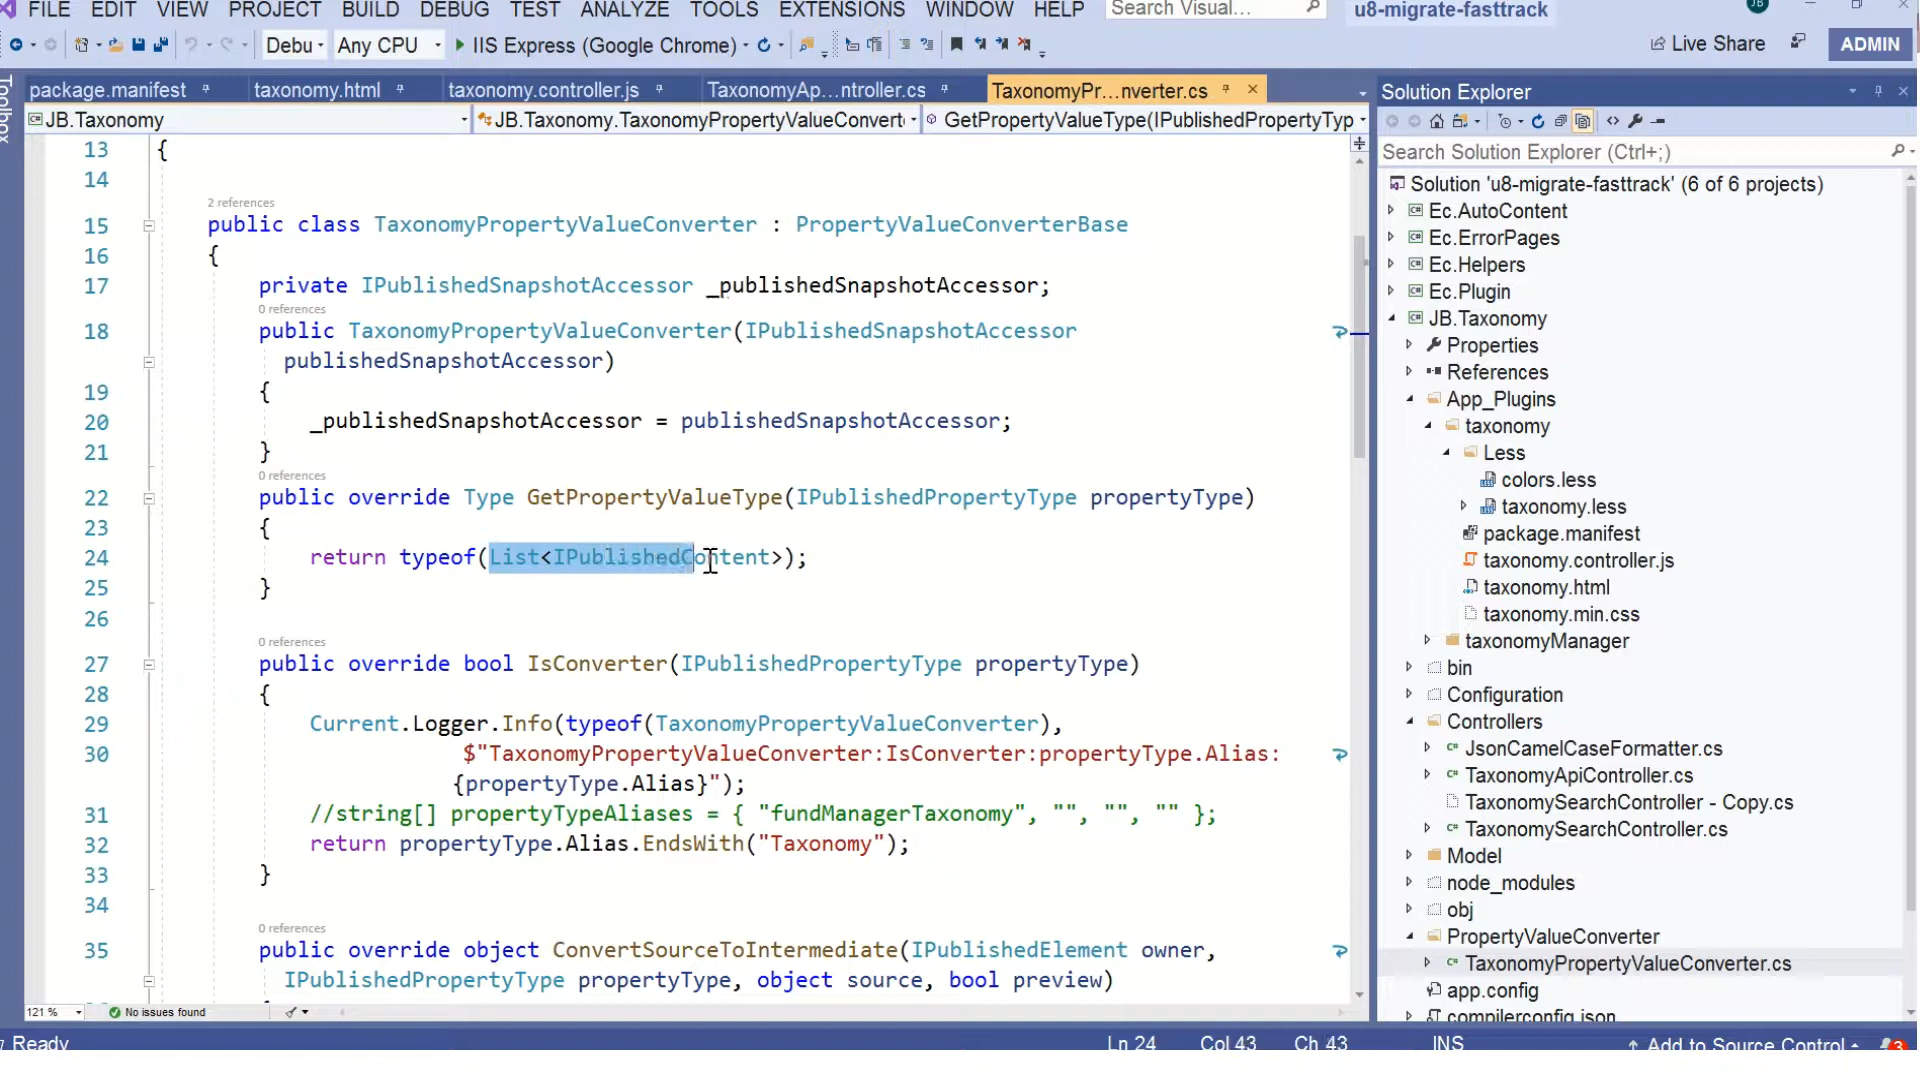 FILE EDIT VIEW PROJECT BUILD DEBUG TEST ANALYZE TOOLS EXTENSIONS WINDOW HELP Search Visual... u8-migrate-fasttrack JB
Debu Any CPU IIS Express (Google Chrome) Live Share ADMIN
Toolbox
package.manifest taxonomy.html taxonomy.controller.js TaxonomyAp...ntroller.cs TaxonomyPr...nverter.cs
JB.Taxonomy JB.Taxonomy.TaxonomyPropertyValueConvert GetPropertyValueType(IPublishedPropertyTyp
13 {
14
2 references
15 public class TaxonomyPropertyValueConverter : PropertyValueConverterBase
16 {
17 private IPublishedSnapshotAccessor _publishedSnapshotAccessor;
0 references
18 public TaxonomyPropertyValueConverter(IPublishedSnapshotAccessor
publishedSnapshotAccessor)
19 {
20 _publishedSnapshotAccessor = publishedSnapshotAccessor;
21 }
0 references
22 public override Type GetPropertyValueType(IPublishedPropertyType propertyType)
23 {
24 return typeof(List<IPublishedContent>);
25 }
26
0 references
27 public override bool IsConverter(IPublishedPropertyType propertyType)
28 {
29 Current.Logger.Info(typeof(TaxonomyPropertyValueConverter),
30 $"TaxonomyPropertyValueConverter:IsConverter:propertyType.Alias:
{propertyType.Alias}");
31 //string[] propertyTypeAliases = { "fundManagerTaxonomy", "", "", "" };
32 return propertyType.Alias.EndsWith("Taxonomy");
33 }
34
0 references
35 public override object ConvertSourceToIntermediate(IPublishedElement owner,
IPublishedPropertyType propertyType, object source, bool preview)
121 % No issues found
Solution Explorer
Search Solution Explorer (Ctrl+;)
Solution 'u8-migrate-fasttrack' (6 of 6 projects)
Ec.AutoContent
Ec.ErrorPages
Ec.Helpers
Ec.Plugin
JB.Taxonomy
Properties
References
App_Plugins
taxonomy
Less
colors.less
taxonomy.less
package.manifest
taxonomy.controller.js
taxonomy.html
taxonomy.min.css
taxonomyManager
bin
Configuration
Controllers
JsonCamelCaseFormatter.cs
TaxonomyApiController.cs
TaxonomySearchController - Copy.cs
TaxonomySearchController.cs
Model
node_modules
obj
PropertyValueConverter
TaxonomyPropertyValueConverter.cs
app.config
compilerconfig.json
Ready Ln 24 Col 43 Ch 43 INS Add to Source Control 3